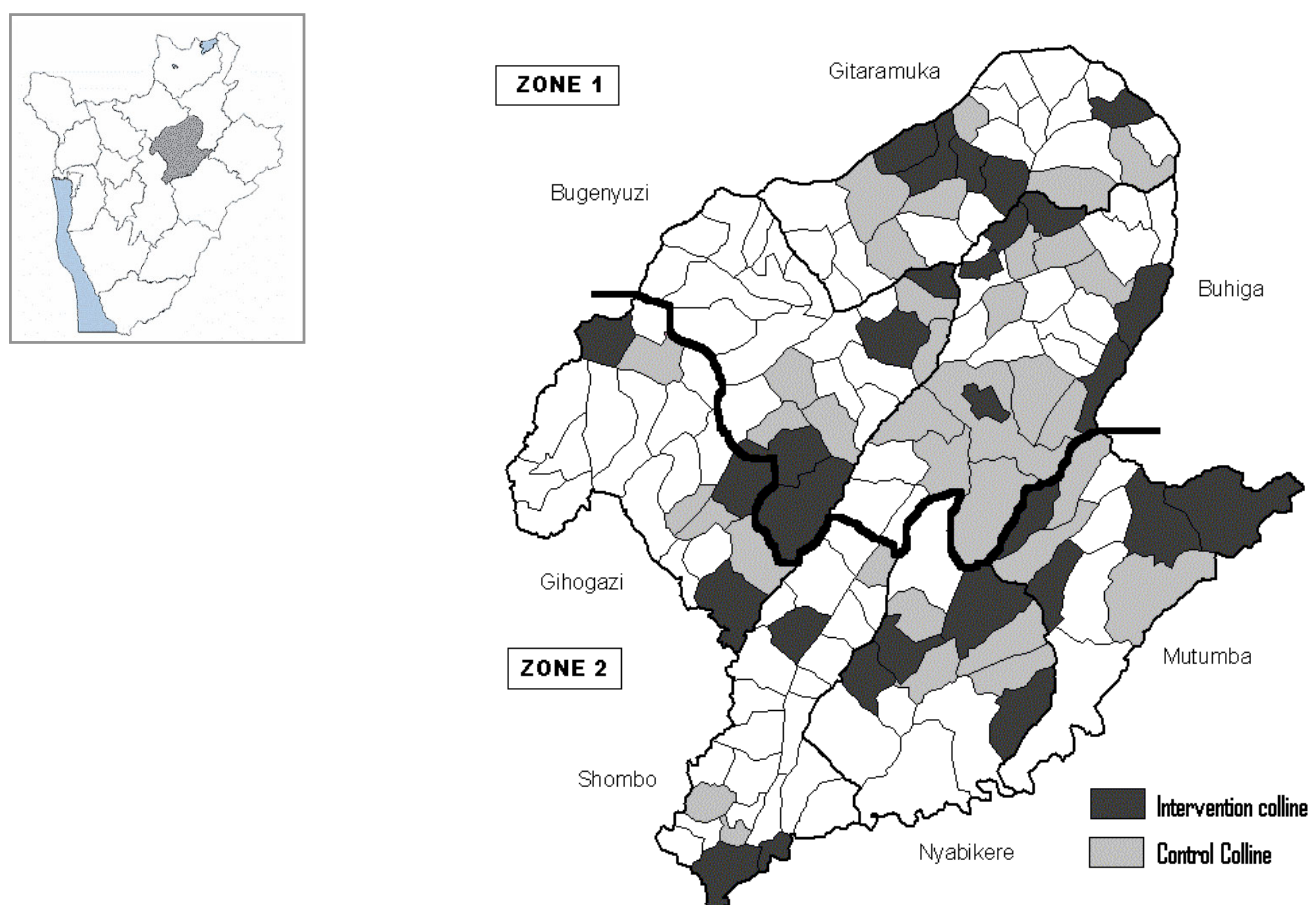 ZONE 1
Gitaramuka
Bugenyuzi
Buhiga
Gihogazi
ZONE 2
Mutumba
Shombo
Intervention colline
Nyabikere
Control Colline